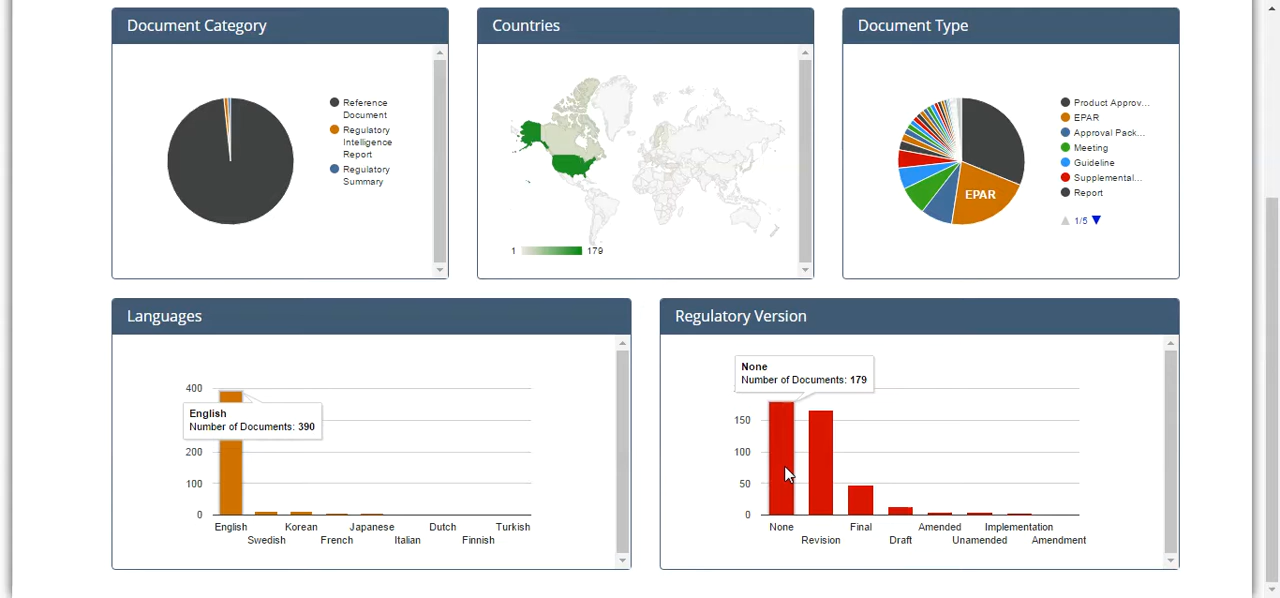 Document Category
Countries
Document Type
Reference
Document
Regulatory
Intelligence
Report
Regulatory
Summary
1
179
EPAR
Product Approv...
EPAR
Approval Pack...
Meeting
Guideline
Supplemental...
Report
1/5
Languages
Regulatory Version
400
200
100
0
English
Number of Documents: 390
English
Swedish
Korean
French
Japanese
Italian
Dutch
Finnish
Turkish
None
Number of Documents: 179
150
100
50
0
None
Revision
Final
Draft
Amended
Unamended
Implementation
Amendment